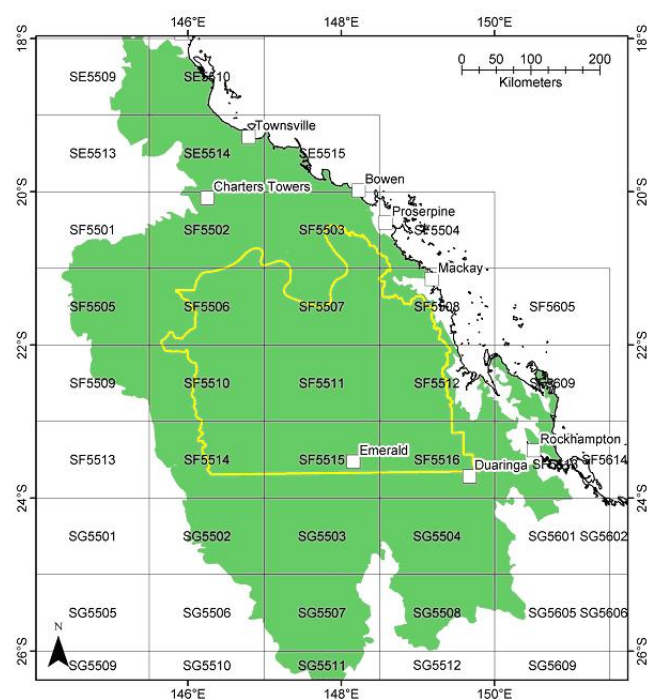 146°E 148°E 150°E
18°S 18°S
SE5509 SE5510
0 50 100 200
Kilometers
Townsville
SE5513 SE5514 SE5515
Bowen
20°S 20°S
Charters Towers
Proserpine
SF5501 SF5502 SF5503 SF5504
Mackay
SF5505 SF5506 SF5507 SF5508 SF5605
22°S 22°S
SF5509 SF5510 SF5511 SF5512 SF5609
Rockhampton
Emerald
SF5513 SF5514 SF5515 SF5516 SF5613 SF5614
Duaringa
24°S 24°S
SG5501 SG5502 SG5503 SG5504 SG5601 SG5602
SG5505 SG5506 SG5507 SG5508 SG5605 SG5606
N
26°S 26°S
SG5509 SG5510 SG5511 SG5512 SG5609
146°E 148°E 150°E